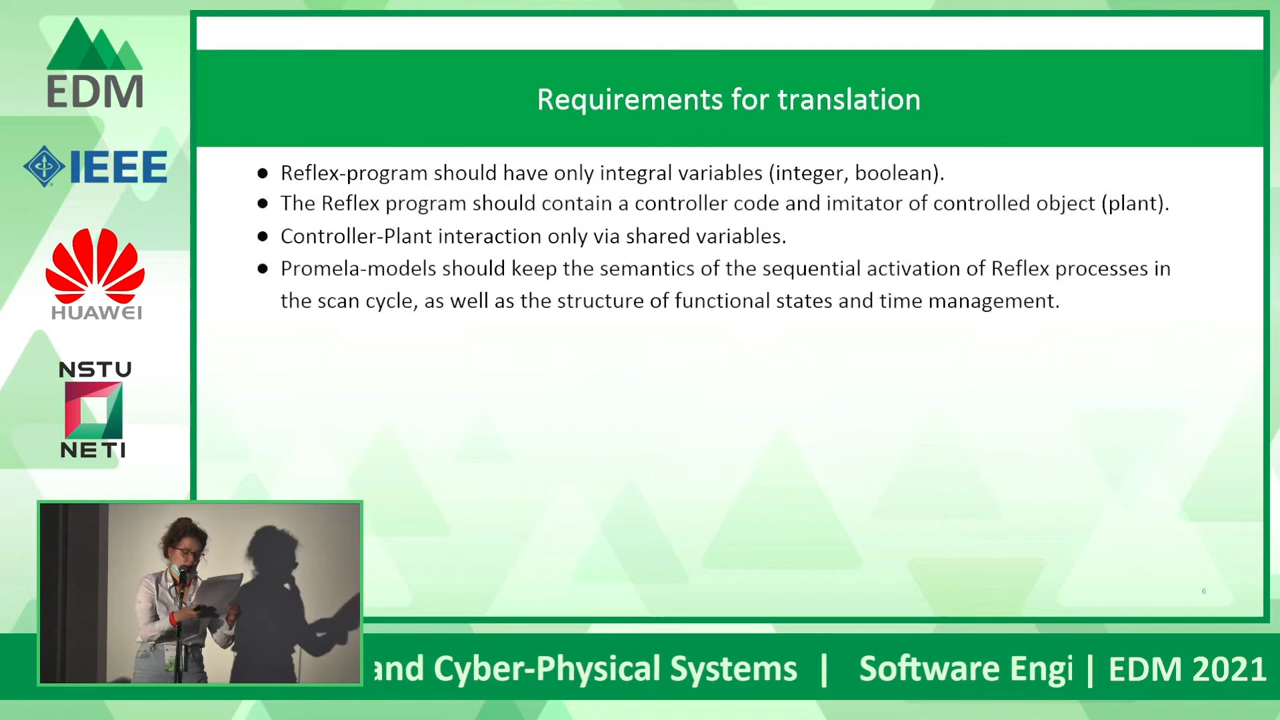 EDM
IEEE
HUAWEI
NSTU
NETI
Requirements for translation
● Reflex-program should have only integral variables (integer, boolean).
● The Reflex program should contain a controller code and imitator of controlled object (plant).
● Controller-Plant interaction only via shared variables.
● Promela-models should keep the semantics of the sequential activation of Reflex processes in
the scan cycle, as well as the structure of functional states and time management.
6
and Cyber-Physical Systems | Software Engi | EDM 2021